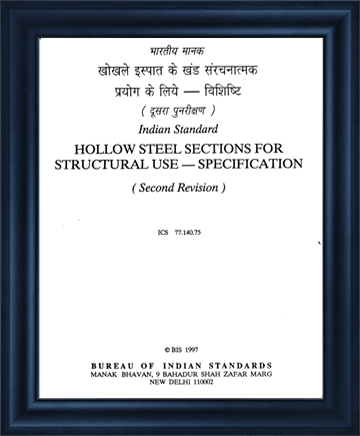 भारतीय मानक
खोखले इस्पात के खंड संरचनात्मक
प्रयोग के लिये — विशिष्टि
( दूसरा पुनरीक्षण )
Indian Standard
HOLLOW STEEL SECTIONS FOR
STRUCTURAL USE — SPECIFICATION
( Second Revision )
ICS 77.140.75
© BIS 1997
BUREAU OF INDIAN STANDARDS
MANAK BHAVAN, 9 BAHADUR SHAH ZAFAR MARG
NEW DELHI 110002